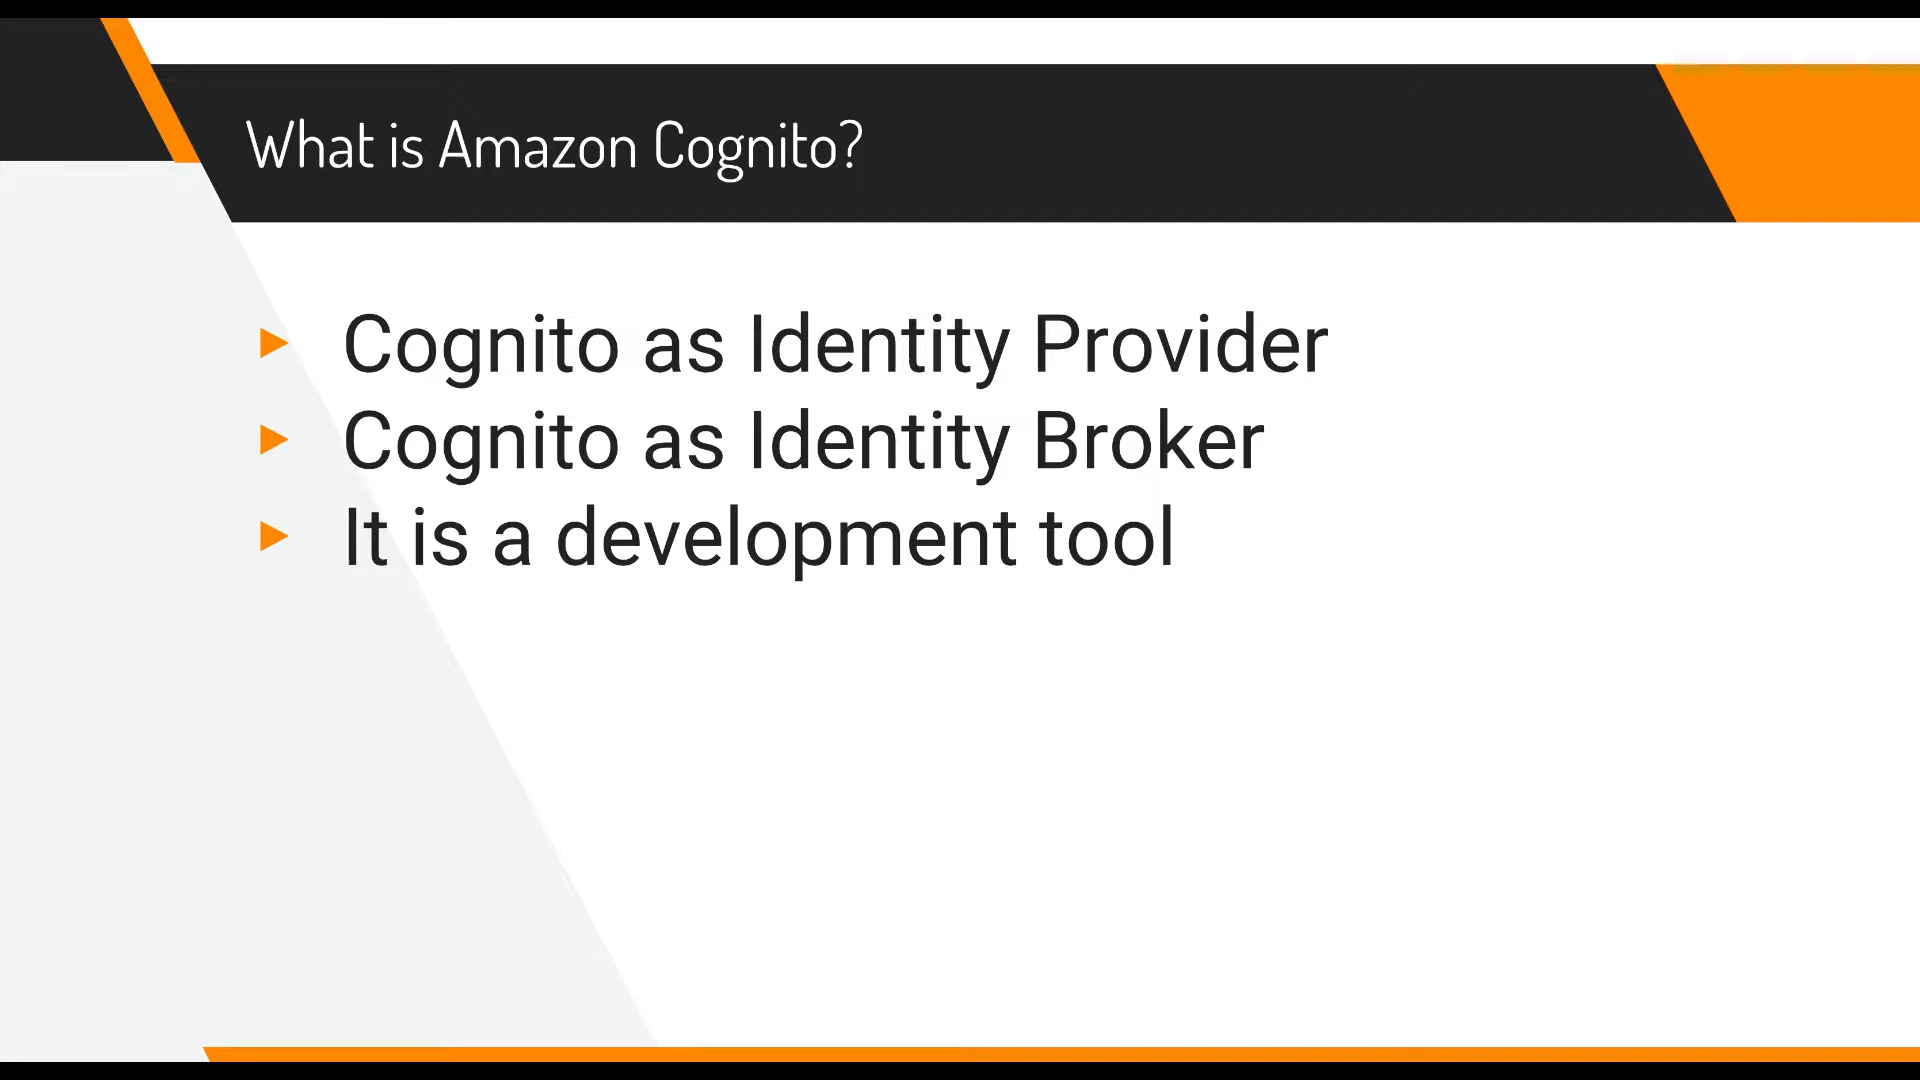 What is Amazon Cognito?
Cognito as Identity Provider
Cognito as Identity Broker
It is a development tool